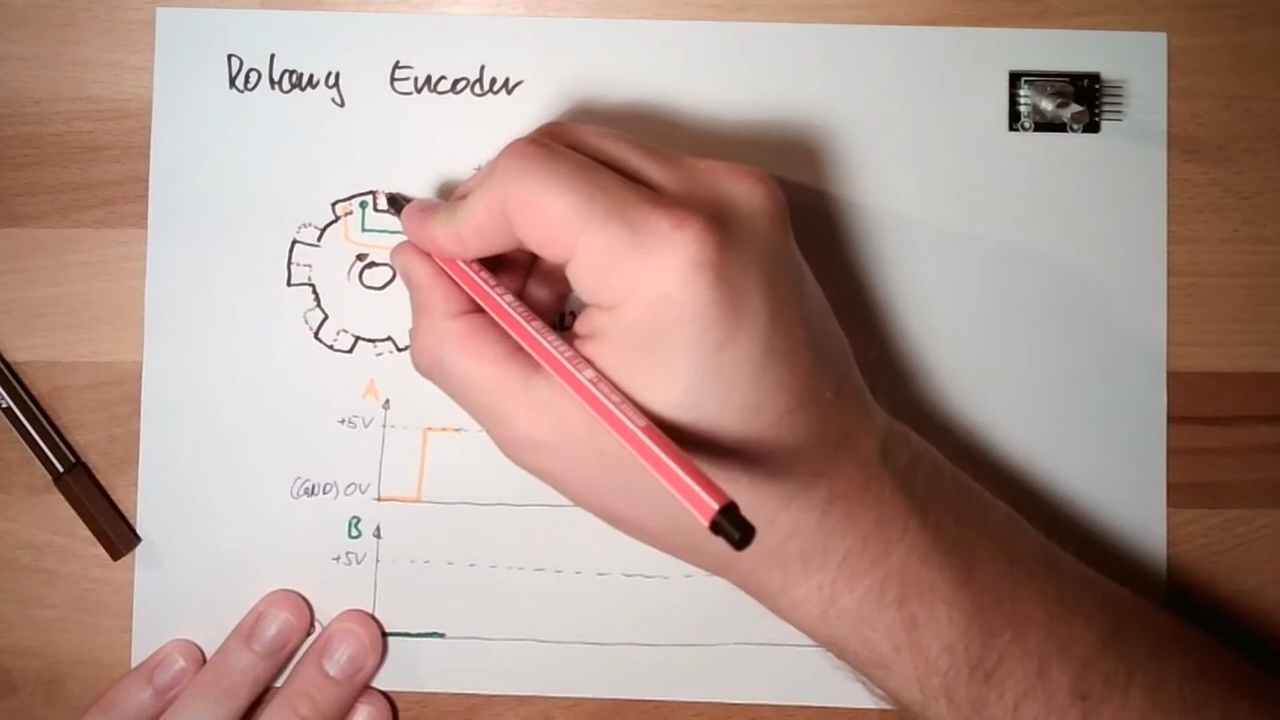 Rotary Encoder
A
+5V
(GND) 0V
B
+5V